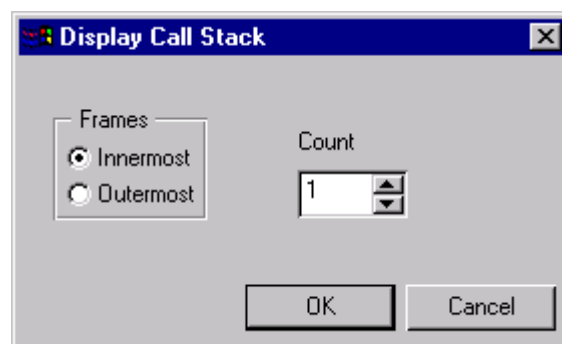 Display Call Stack
Frames
Innermost
Outermost
Count
1
OK
Cancel